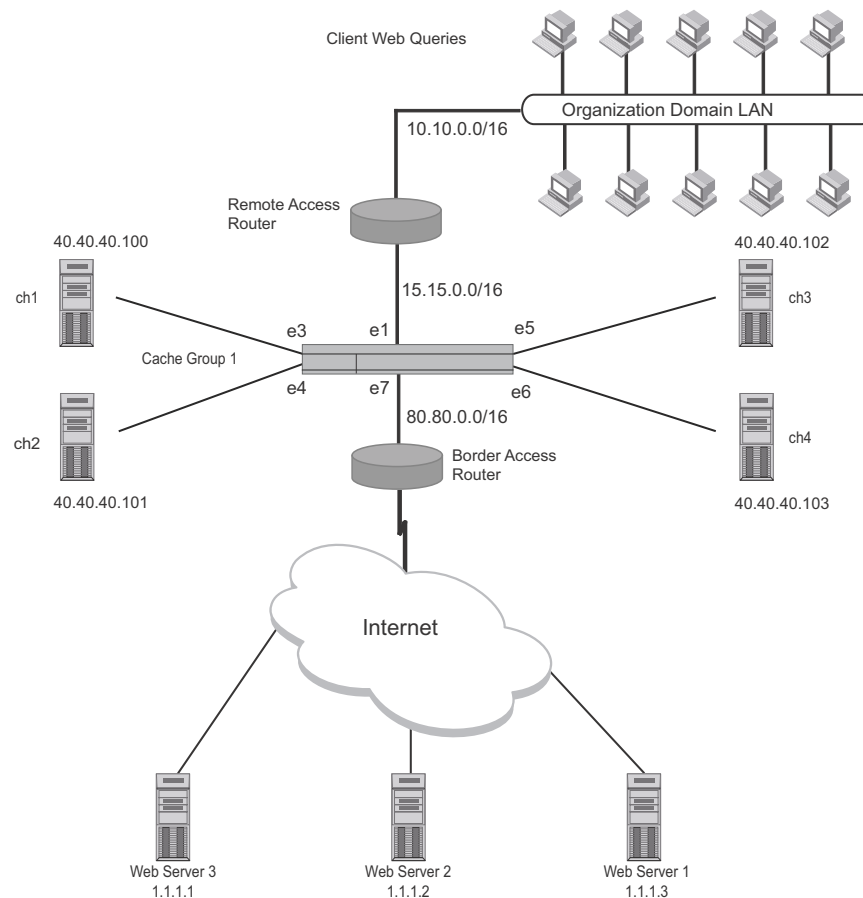 Client Web Queries
Organization Domain LAN
10.10.0.0/16
Remote Access
Router
40.40.40.100
40.40.40.102
ch1
15.15.0.0/16
ch3
e3
e1
e5
Cache Group 1
e4
e7
e6
80.80.0.0/16
ch2
ch4
Border Access
Router
40.40.40.101
40.40.40.103
Internet
Web Server 3
1.1.1.1
Web Server 2
1.1.1.2
Web Server 1
1.1.1.3